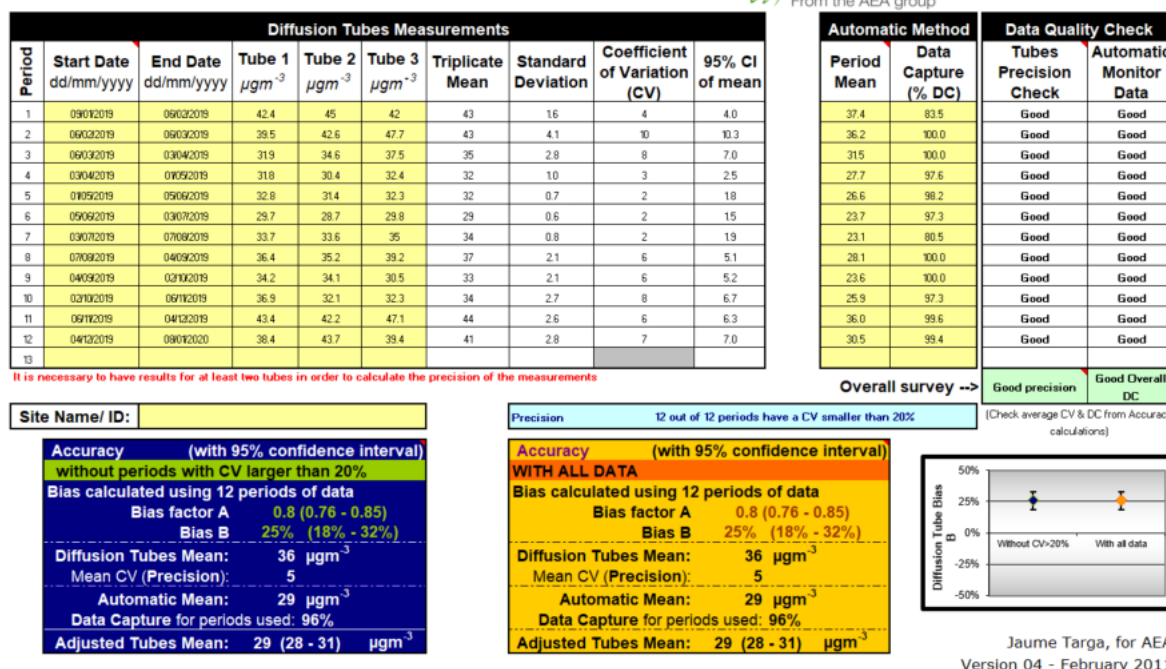 From the AEA group
Diffusion Tubes Measurements Automatic Method Data Quality Check
Period Start Date dd/mm/yyyy End Date dd/mm/yyyy Tube 1 µgm-3 Tube 2 µgm-3 Tube 3 µgm-3 Triplicate Mean Standard Deviation Coefficient of Variation (CV) 95% CI of mean Period Mean Data Capture (% DC) Tubes Precision Check Automatic Monitor Data
1 09/01/2019 06/02/2019 42.4 45 42 43 1.6 4 4.0 37.4 83.5 Good Good
2 06/02/2019 06/03/2019 39.5 42.6 47.7 43 4.1 10 10.3 36.2 100.0 Good Good
3 06/03/2019 03/04/2019 31.9 34.6 37.5 35 2.8 8 7.0 31.5 100.0 Good Good
4 03/04/2019 01/05/2019 31.8 30.4 32.4 32 1.0 3 2.5 27.7 97.6 Good Good
5 01/05/2019 05/06/2019 32.8 31.4 32.3 32 0.7 2 1.8 26.6 98.2 Good Good
6 05/06/2019 03/07/2019 29.7 28.7 29.8 29 0.6 2 1.5 23.7 97.3 Good Good
7 03/07/2019 07/08/2019 33.7 33.6 35 34 0.8 2 1.9 23.1 80.5 Good Good
8 07/08/2019 04/09/2019 36.4 35.2 39.2 37 2.1 6 5.1 28.1 100.0 Good Good
9 04/09/2019 02/10/2019 34.2 34.1 30.5 33 2.1 6 5.2 23.6 100.0 Good Good
10 02/10/2019 06/11/2019 36.9 32.1 32.3 34 2.7 8 6.7 25.9 97.3 Good Good
11 06/11/2019 04/12/2019 43.4 42.2 47.1 44 2.6 6 6.3 36.0 99.6 Good Good
12 04/12/2019 08/01/2020 38.4 43.7 39.4 41 2.8 7 7.0 30.5 99.4 Good Good
13
It is necessary to have results for at least two tubes in order to calculate the precision of the measurements
Overall survey --> Good precision Good Overall DC
Site Name/ ID:
Precision 12 out of 12 periods have a CV smaller than 20%
(Check average CV & DC from Accurac
calculations)
Accuracy (with 95% confidence interval)
without periods with CV larger than 20%
Bias calculated using 12 periods of data
Bias factor A 0.8 (0.76 - 0.85)
Bias B 25% (18% - 32%)
Diffusion Tubes Mean: 36 µgm-3
Mean CV (Precision): 5
Automatic Mean: 29 µgm-3
Data Capture for periods used: 96%
Adjusted Tubes Mean: 29 (28 - 31) µgm-3
Accuracy (with 95% confidence interval)
WITH ALL DATA
Bias calculated using 12 periods of data
Bias factor A 0.8 (0.76 - 0.85)
Bias B 25% (18% - 32%)
Diffusion Tubes Mean: 36 µgm-3
Mean CV (Precision): 5
Automatic Mean: 29 µgm-3
Data Capture for periods used: 96%
Adjusted Tubes Mean: 29 (28 - 31) µgm-3
Diffusion Tube Bias B
50%
25%
0%
-25%
-50%
Without CV>20% With all data
Jaume Targa, for AEA
Version 04 - February 201